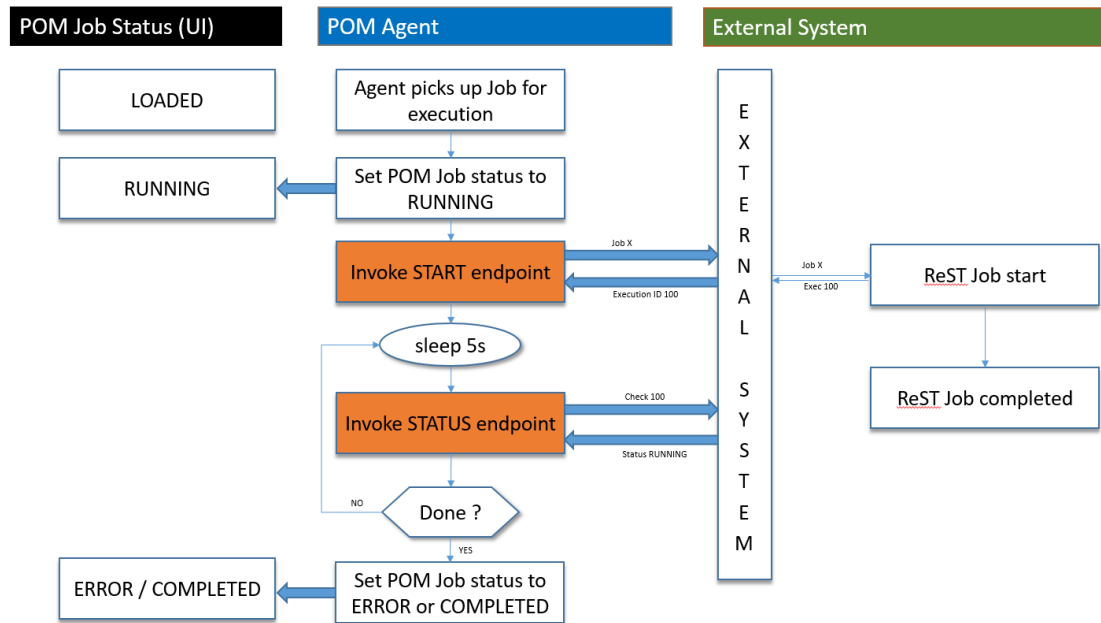 POM Job Status (UI)
POM Agent
External System
LOADED
Agent picks up Job for
execution
RUNNING
Set POM Job status to
RUNNING
Invoke START endpoint
Job X
Execution ID 100
Job X
Exec 100
ReST Job start
sleep 5s
ReST Job completed
Invoke STATUS endpoint
Check 100
Status RUNNING
NO
Done ?
YES
ERROR / COMPLETED
Set POM Job status to
ERROR or COMPLETED
E
X
T
E
R
N
A
L
S
Y
S
T
E
M